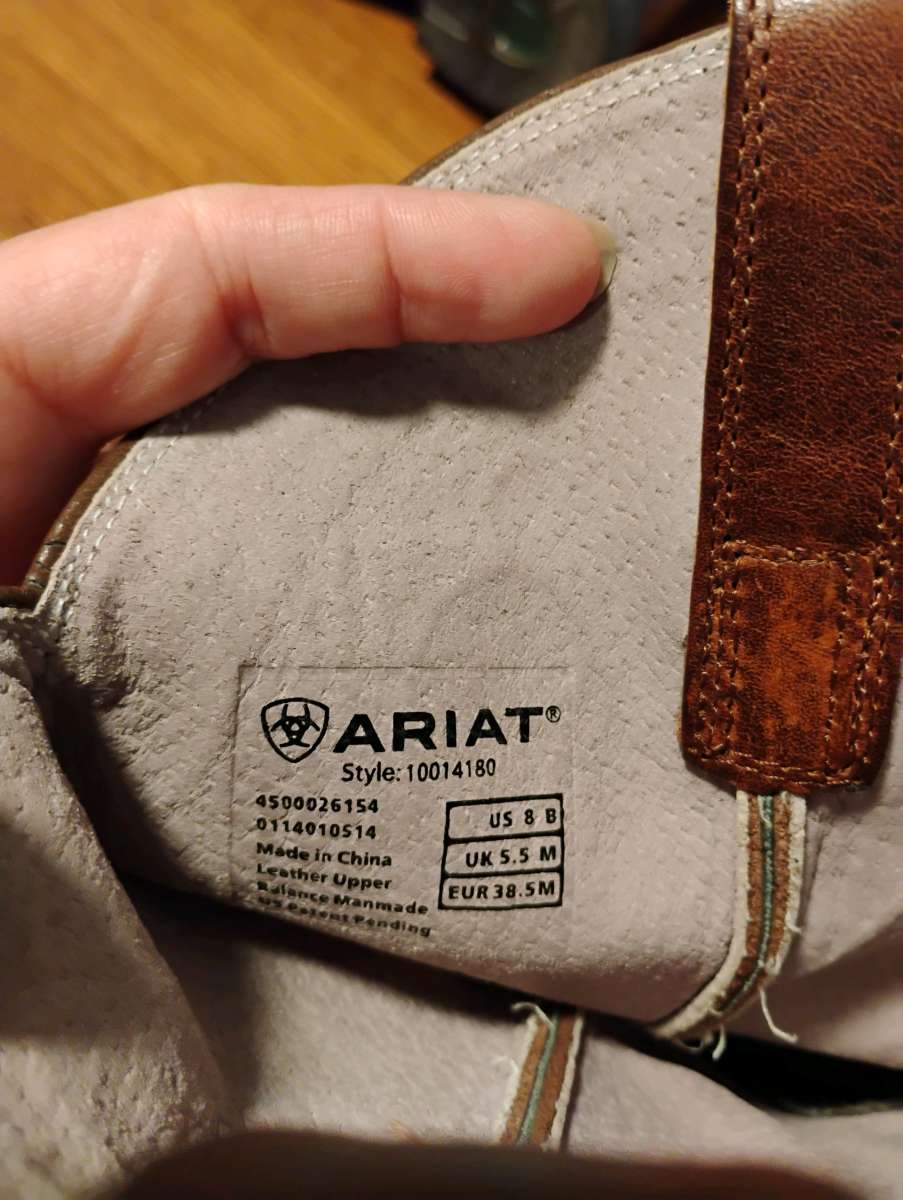 ARIAT®
Style: 10014180
4500026154
0114010514
Made in China
Leather Upper
Balance Manmade
US Patent Pending
US 8 B
UK 5.5 M
EUR 38.5M